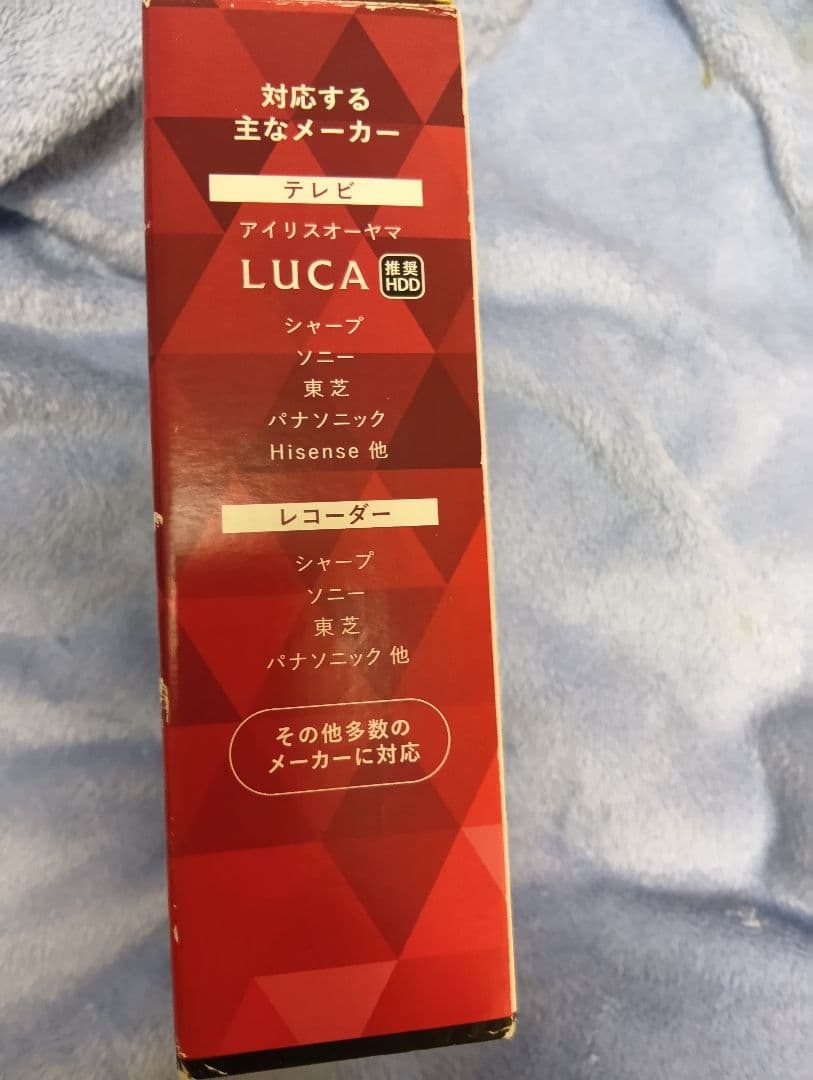 対応する
主なメーカー
テレビ
アイリスオーヤマ
LUCA 推奨HDD
シャープ
ソニー
東芝
パナソニック
Hisense 他
レコーダー
シャープ
ソニー
東芝
パナソニック 他
その他多数の
メーカーに対応